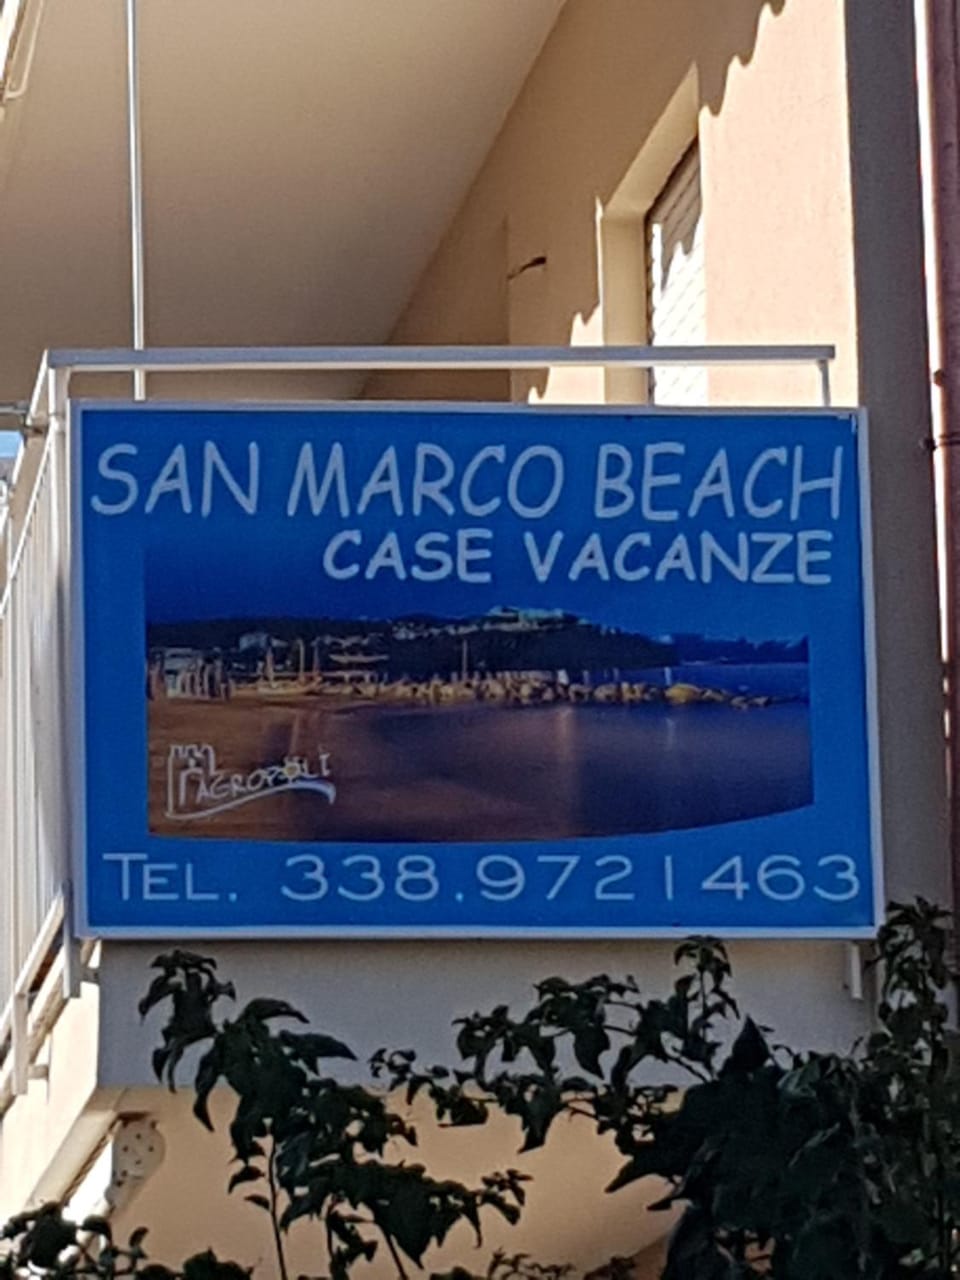 SAN MARCO BEACH
CASE VACANZE
AGROPOLI
TEL. 338.9721463